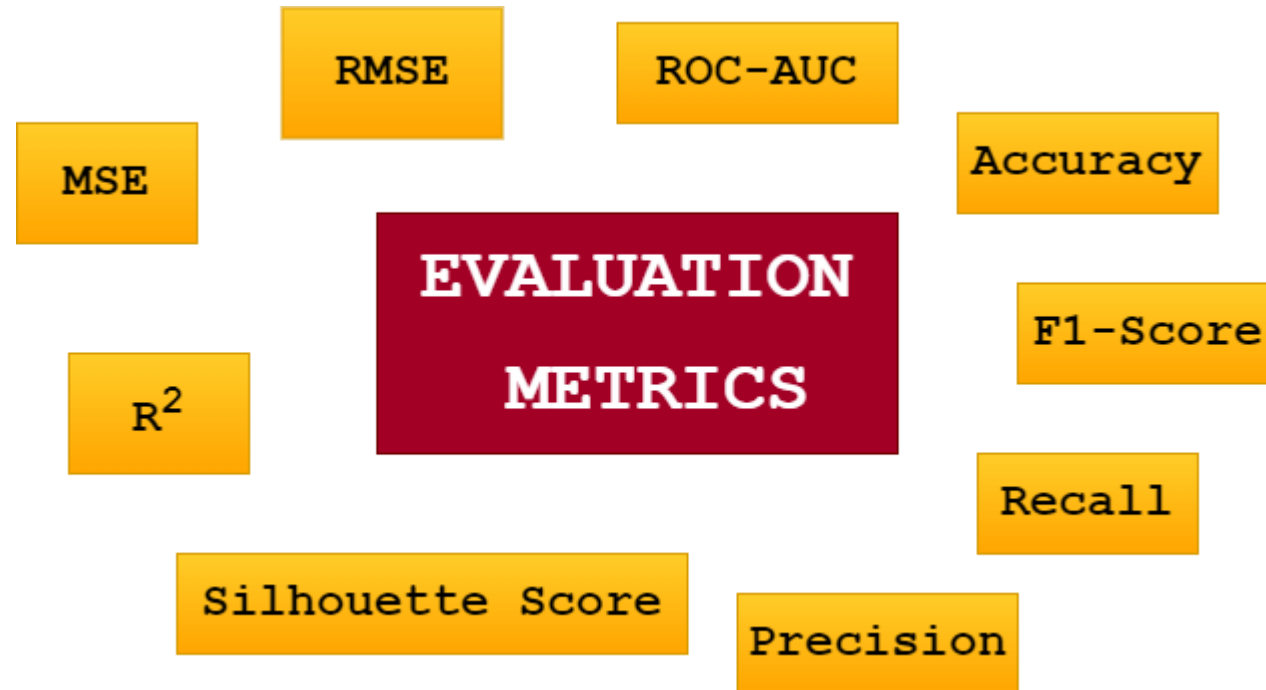 RMSE
ROC-AUC
MSE
Accuracy
EVALUATION
METRICS
F1-Score
R²
Recall
Silhouette Score
Precision